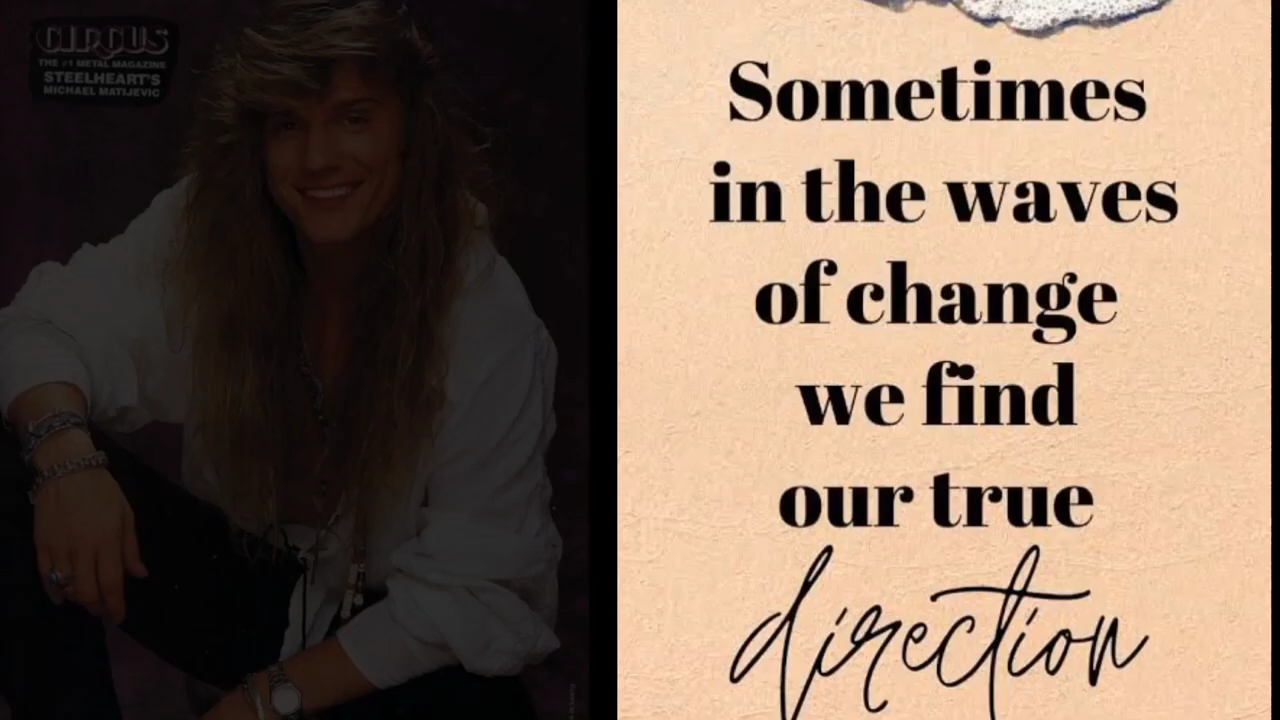 CIRCUS
THE #1 METAL MAGAZINE
STEELHEART'S
MICHAEL MATIJEVIC
Sometimes
in the waves
of change
we find
our true
direction